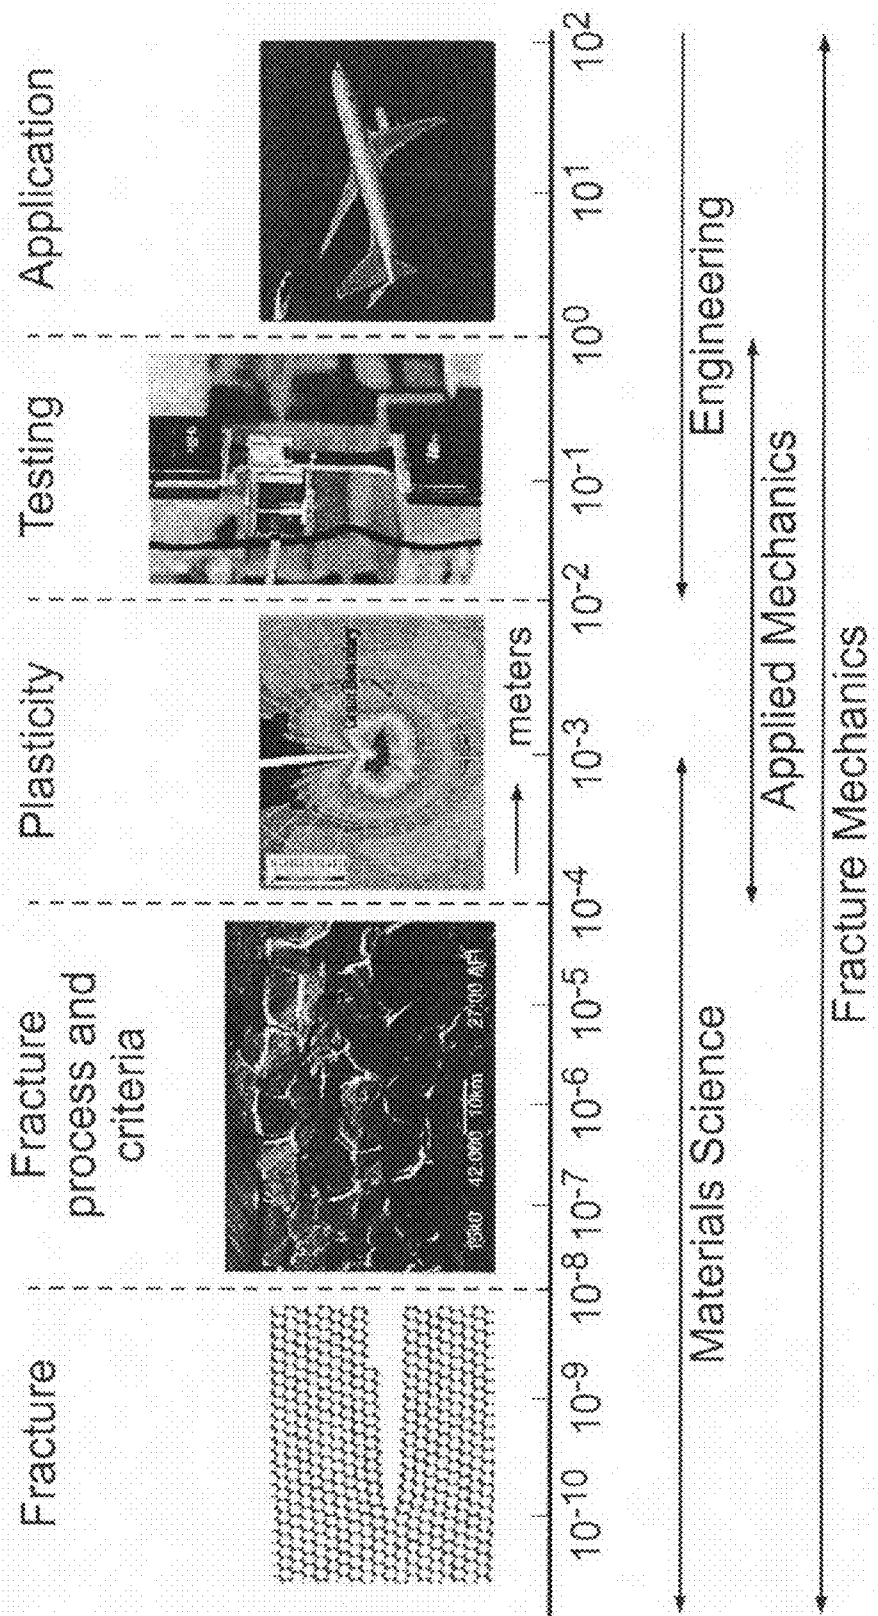 Fracture
Fracture
process and
criteria
Plasticity
Testing
Application
meters
10-10
10-9
10-8
10-7
10-6
10-5
10-4
10-3
10-2
10-1
100
101
102
Materials Science
Engineering
Applied Mechanics
Fracture Mechanics